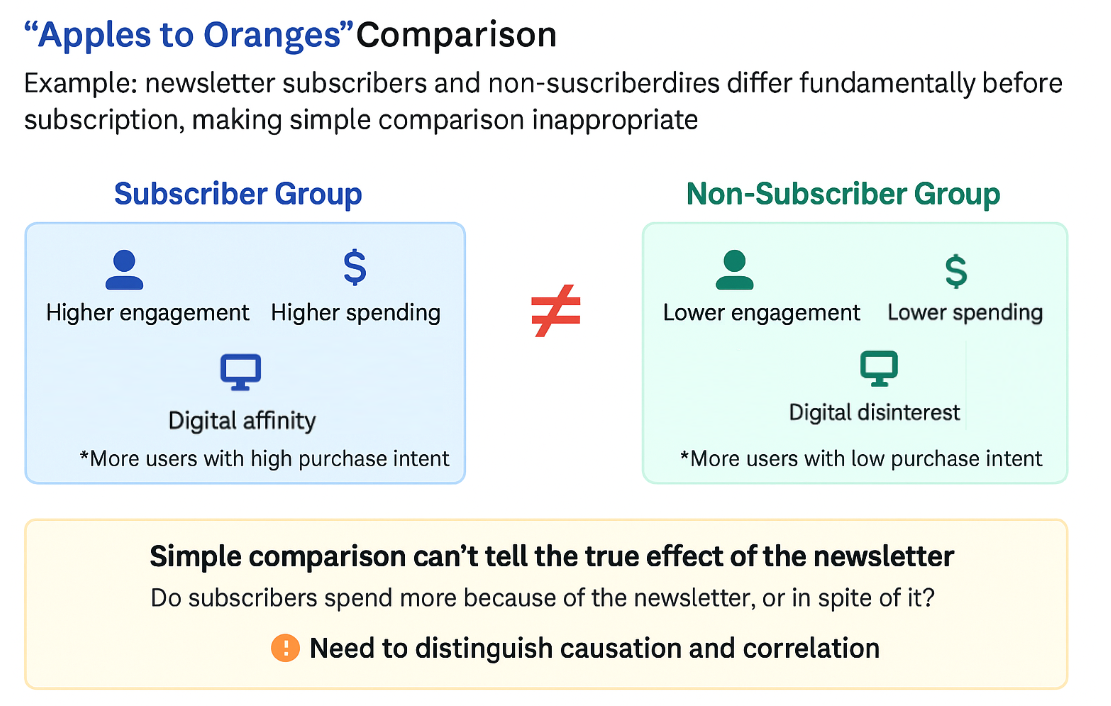 “Apples to Oranges” Comparison
Example: newsletter subscribers and non-suscriberdires differ fundamentally before
subscription, making simple comparison inappropriate
Subscriber Group
Non-Subscriber Group
$
$
Higher engagement
Higher spending
≠
Lower engagement
Lower spending
Digital affinity
Digital disinterest
*More users with high purchase intent
*More users with low purchase intent
Simple comparison can’t tell the true effect of the newsletter
Do subscribers spend more because of the newsletter, or in spite of it?
! Need to distinguish causation and correlation